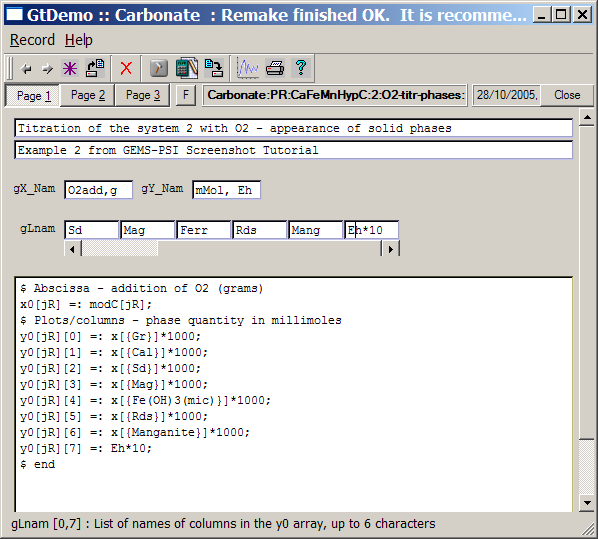 GtDemo :: Carbonate : Remake finished OK. It is recomme...
Record Help
Page 1 Page 2 Page 3 F Carbonate:PR:CaFeMnHypC:2:O2-titr-phases: 28/10/2005, Close
Titration of the system 2 with O2 - appearance of solid phases
Example 2 from GEMS-PSI Screenshot Tutorial
gX_Nam O2add,g gY_Nam mMol, Eh
gLnam Sd Mag Ferr Rds Mang Eh*10
$ Abscissa - addition of O2 (grams)
x0[jR] =: modC[jR];
$ Plots/columns - phase quantity in millimoles
y0[jR][0] =: x[{Gr}]*1000;
y0[jR][1] =: x[{Cal}]*1000;
y0[jR][2] =: x[{Sd}]*1000;
y0[jR][3] =: x[{Mag}]*1000;
y0[jR][4] =: x[{Fe(OH)3(mic)}]*1000;
y0[jR][5] =: x[{Rds}]*1000;
y0[jR][6] =: x[{Manganite}]*1000;
y0[jR][7] =: Eh*10;
$ end
gLnam [0,7] : List of names of columns in the y0 array, up to 6 characters